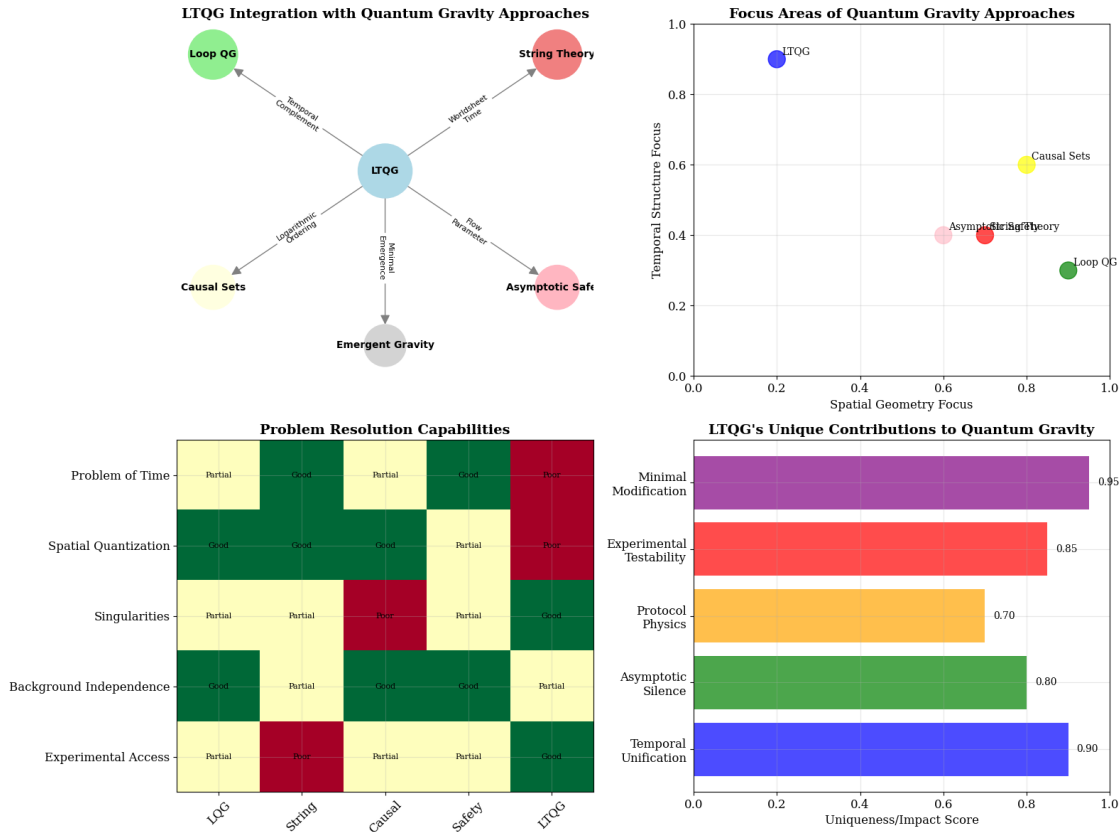 LTQG Integration with Quantum Gravity Approaches
Loop QG
String Theory
Temporal
Complement
Worldsheet
Time
LTQG
Logarithmic
Ordering
Minimal
Emergence
Flow
Parameter
Causal Sets
Asymptotic Safe
Emergent Gravity
Focus Areas of Quantum Gravity Approaches
Temporal Structure Focus
1.0
0.8
0.6
0.4
0.2
0.0
LTQG
Causal Sets
Asymptotic Safety
String Theory
Loop QG
0.0 0.2 0.4 0.6 0.8 1.0
Spatial Geometry Focus
Problem Resolution Capabilities
Problem of Time Partial Good Partial Good Poor
Spatial Quantization Good Good Good Partial Poor
Singularities Partial Partial Poor Partial Good
Background Independence Good Partial Good Good Partial
Experimental Access Partial Poor Partial Partial Good
LQG String Causal Safety LTQG
LTQG's Unique Contributions to Quantum Gravity
Minimal
Modification
0.95
Experimental
Testability
0.85
Protocol
Physics
0.70
Asymptotic
Silence
0.80
Temporal
Unification
0.90
0.0 0.2 0.4 0.6 0.8 1.0
Uniqueness/Impact Score